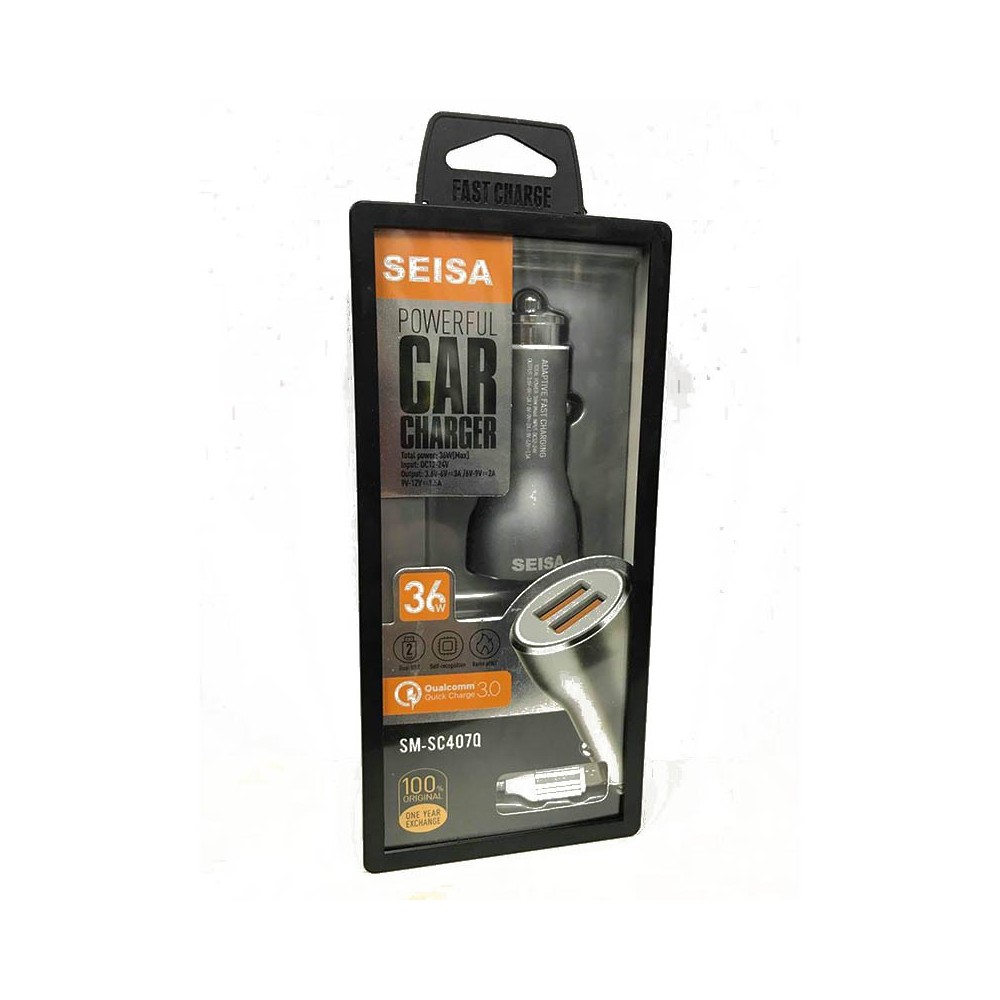 FAST CHARGE
SEISA
POWERFUL
CAR
CHARGER
Total power: 36W(Max)
Input: DC12-24V
Output: 3.6V-6V⎓3A /6V-9V⎓2A
9V-12V⎓1.5A
ADAPTIVE FAST CHARGING
SEISA
36W
2
Dual USB
Self-recognition
Qualcomm
Quick Charge 3.0
SM-SC407Q
100%
ORIGINAL
ONE YEAR
EXCHANGE